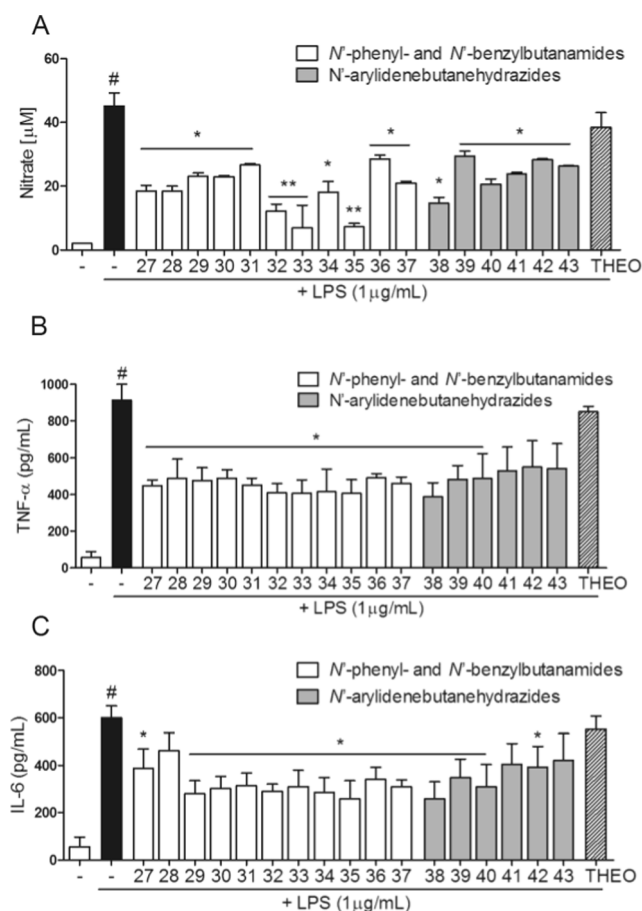 A
N'-phenyl- and N'-benzylbutanamides
N'-arylidenebutanehydrazides
Nitrate [μM]
60
40
20
0
#
*
**
*
**
*
*
*
- - 27 28 29 30 31 32 33 34 35 36 37 38 39 40 41 42 43 THEO
+ LPS (1μg/mL)
B
N'-phenyl- and N'-benzylbutanamides
N'-arylidenebutanehydrazides
TNF-α (pg/mL)
1000
800
600
400
200
0
#
*
- - 27 28 29 30 31 32 33 34 35 36 37 38 39 40 41 42 43 THEO
+ LPS (1μg/mL)
C
N'-phenyl- and N'-benzylbutanamides
N'-arylidenebutanehydrazides
IL-6 (pg/mL)
800
600
400
200
0
#
*
*
*
- - 27 28 29 30 31 32 33 34 35 36 37 38 39 40 41 42 43 THEO
+ LPS (1μg/mL)